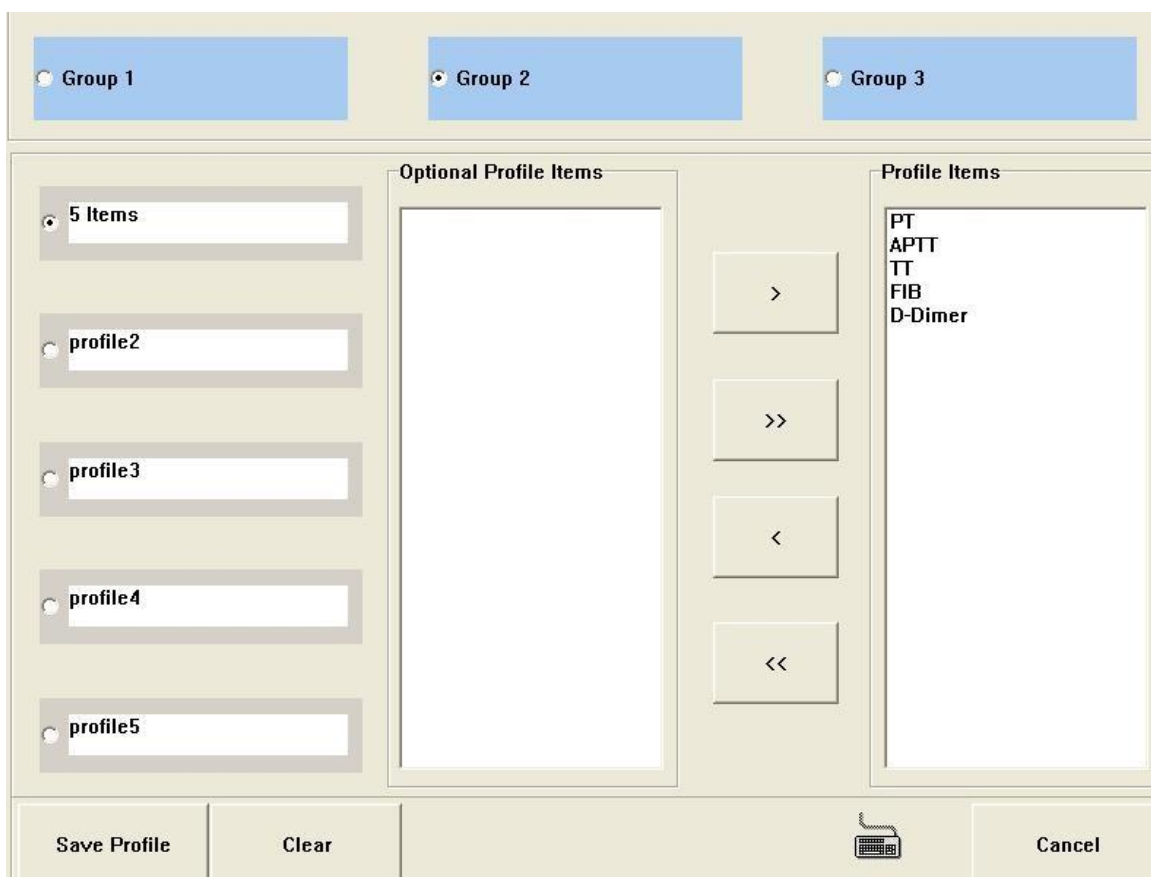 Group 1
Group 2
Group 3
5 Items
profile2
profile3
profile4
profile5
Optional Profile Items
>
>>
<
<<
Profile Items
PT
APTT
TT
FIB
D-Dimer
Save Profile
Clear
Cancel